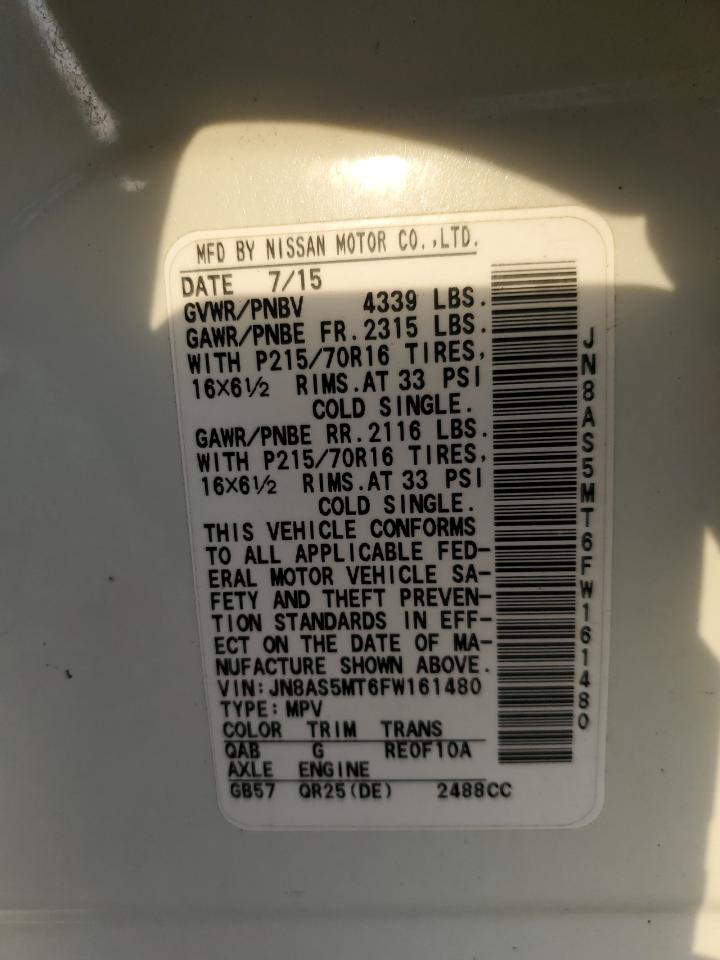 MFD BY NISSAN MOTOR CO.,LTD.
DATE 7/15
GVWR/PNBV 4339 LBS.
GAWR/PNBE FR.2315 LBS.
WITH P215/70R16 TIRES,
16X6½ RIMS.AT 33 PSI
COLD SINGLE.
GAWR/PNBE RR.2116 LBS.
WITH P215/70R16 TIRES,
16X6½ RIMS.AT 33 PSI
COLD SINGLE.
THIS VEHICLE CONFORMS
TO ALL APPLICABLE FED-
ERAL MOTOR VEHICLE SA-
FETY AND THEFT PREVEN-
TION STANDARDS IN EFF-
ECT ON THE DATE OF MA-
NUFACTURE SHOWN ABOVE.
VIN:JN8AS5MT6FW161480
TYPE:MPV
COLOR TRIM TRANS
QAB G RE0F10A
AXLE ENGINE
GB57 QR25(DE) 2488CC
JN8AS5MT6FW161480